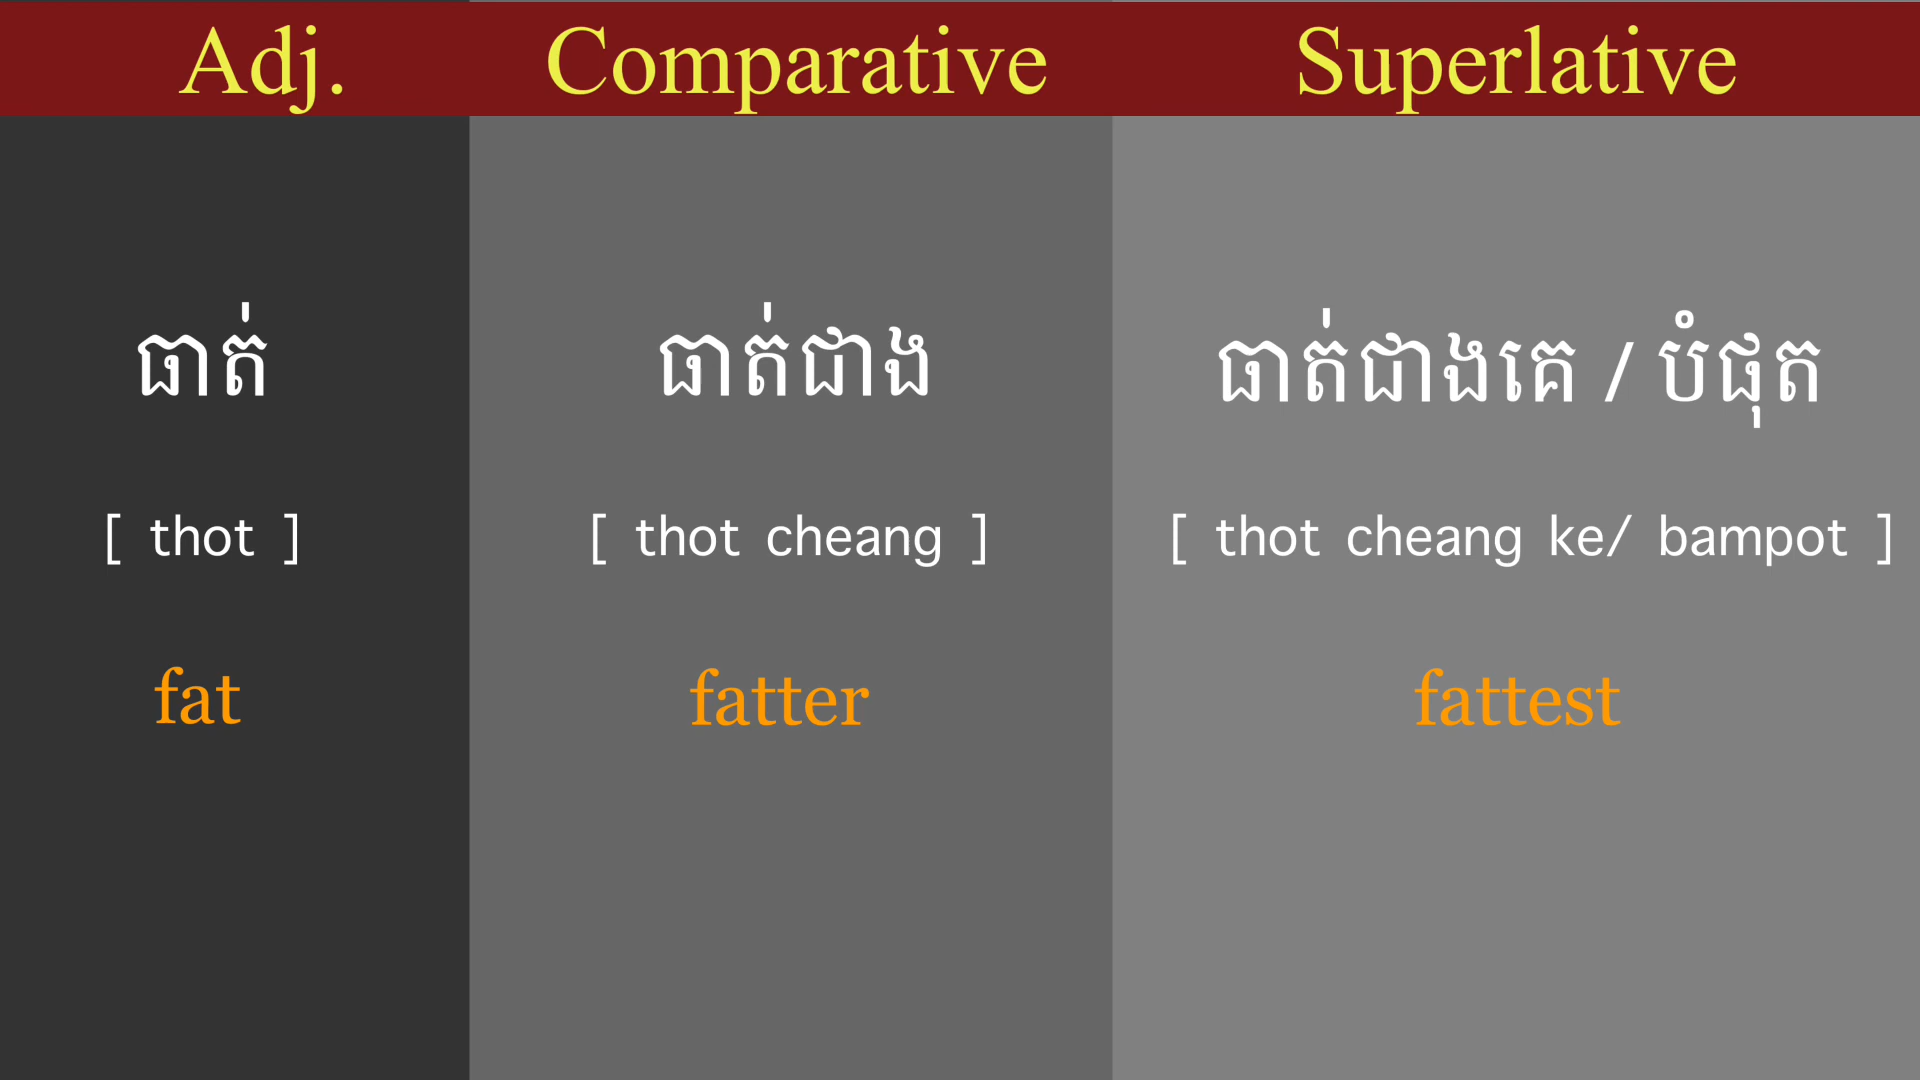 Adj. Comparative Superlative
ធាត់ ធាត់ជាង ធាត់ជាងគេ / បំផុត
[ thot ] [ thot cheang ] [ thot cheang ke/ bampot ]
fat fatter fattest